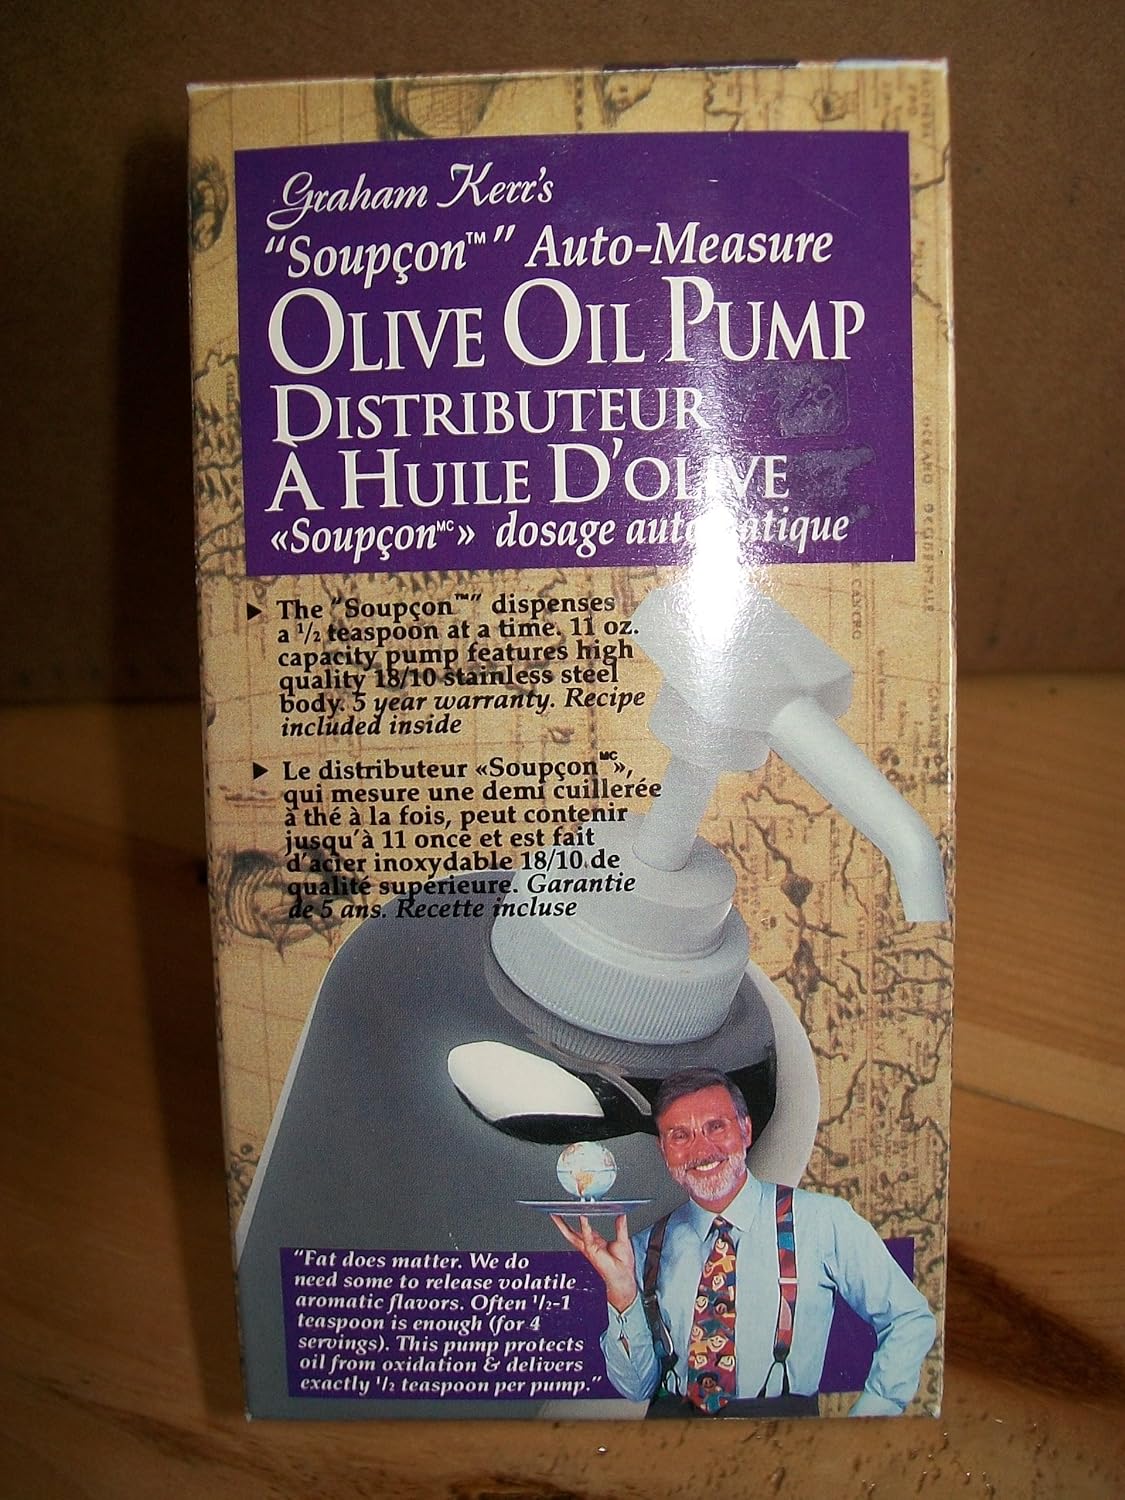 Graham Kerr's
"Soupçon™" Auto-Measure
OLIVE OIL PUMP
DISTRIBUTEUR
À HUILE D'OLIVE
«Soupçonᴹᶜ» dosage automatique
▶ The "Soupçon™" dispenses
a 1/2 teaspoon at a time. 11 oz.
capacity pump features high
quality 18/10 stainless steel
body. 5 year warranty. Recipe
included inside
▶ Le distributeur «Soupçonᴹᶜ»,
qui mesure une demi cuillerée
à thé à la fois, peut contenir
jusqu'à 11 once et est fait
d'acier inoxydable 18/10 de
qualité supérieure. Garantie
de 5 ans. Recette incluse
"Fat does matter. We do
need some to release volatile
aromatic flavors. Often 1/2-1
teaspoon is enough (for 4
servings). This pump protects
oil from oxidation & delivers
exactly 1/2 teaspoon per pump."